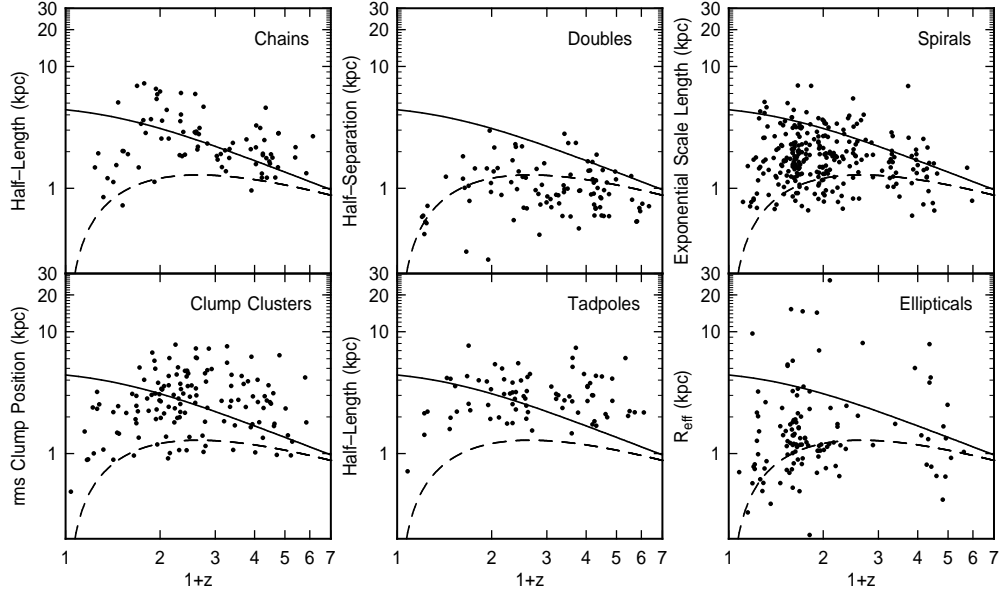 30
20
10
1
Half–Length (kpc)
Chains
30
20
10
1
Half–Separation (kpc)
Doubles
30
20
10
1
Exponential Scale Length (kpc)
Spirals
30
20
10
1
rms Clump Position (kpc)
Clump Clusters
1 2 3 4 5 6 7
1+z
30
20
10
1
Half–Length (kpc)
Tadpoles
1 2 3 4 5 6 7
1+z
30
20
10
1
R_eff (kpc)
Ellipticals
1 2 3 4 5 6 7
1+z